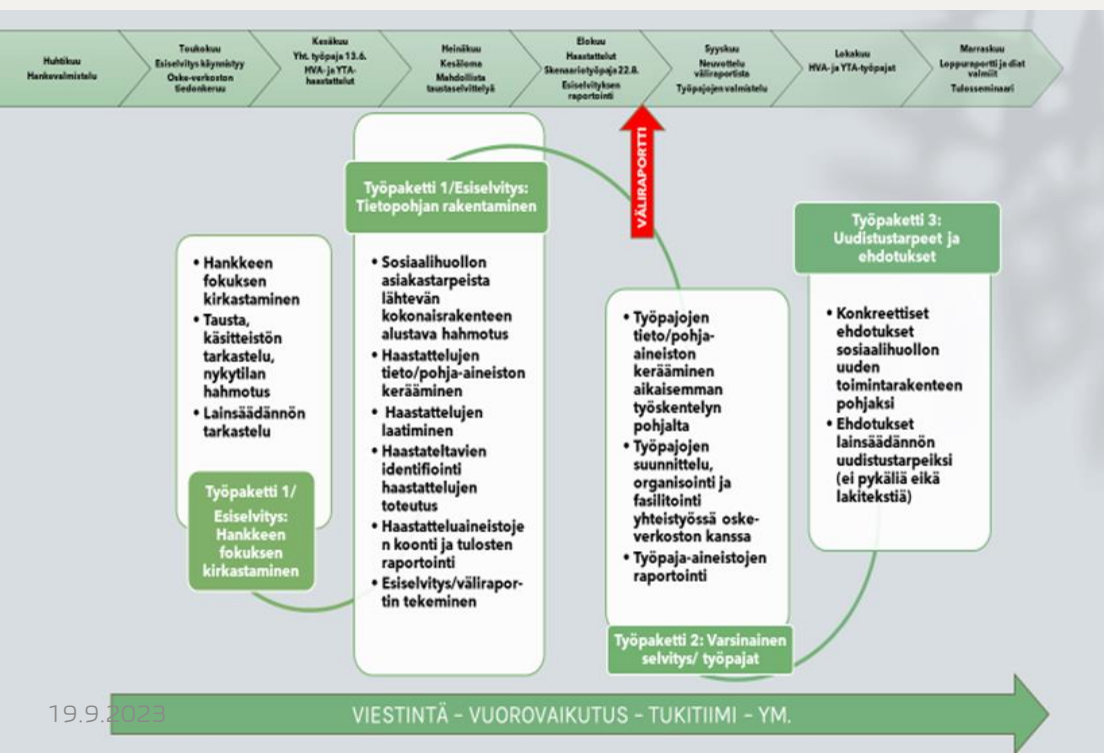 Huhtikuu
Hankevalmistelu
Toukokuu
Esiselvitys käynnistyy
Oske-verkoston
tiedonkeruu
Kesäkuu
Yht. työpaja 13.6.
HVA- ja YTA-
haastattelut
Heinäkuu
Kesäloma
Mahdollista
taustaselvittelyä
Elokuu
Haastattelut
Skenaariotyöpaja 22.8.
Esiselvityksen
raportointi
Syyskuu
Neuvottelu
väliraportista
Työpajojen valmistelu
Lokakuu
HVA- ja YTA-työpajat
Marraskuu
Loppuraportti ja diat
valmiit
Tulosseminaari
VÄLIRAPORTTI
• Hankkeen
fokuksen
kirkastaminen
• Tausta,
käsitteistön
tarkastelu,
nykytilan
hahmotus
• Lainsäädännön
tarkastelu
Työpaketti 1/
Esiselvitys:
Hankkeen
fokuksen
kirkastaminen
Työpaketti 1/Esiselvitys:
Tietopohjan rakentaminen
• Sosiaalihuollon
asiakastarpeista
lähtevän
kokonaisrakenteen
alustava hahmotus
• Haastattelujen
tieto/pohja-aineiston
kerääminen
• Haastattelujen
laatiminen
• Haastateltavien
identifiointi
haastattelujen
toteutus
• Haastatteluaineistoje
n koonti ja tulosten
raportointi
• Esiselvitys/välirapor-
tin tekeminen
• Työpajojen
tieto/pohja-
aineiston
kerääminen
aikaisemman
työskentelyn
pohjalta
• Työpajojen
suunnittelu,
organisointi ja
fasilitointi
yhteistyössä oske-
verkoston kanssa
• Työpaja-aineistojen
raportointi
Työpaketti 2: Varsinainen
selvitys/ työpajat
Työpaketti 3:
Uudistustarpeet ja
ehdotukset
• Konkreettiset
ehdotukset
sosiaalihuollon
uuden
toimintarakenteen
pohjaksi
• Ehdotukset
lainsäädännön
uudistustarpeiksi
(ei pykäliä eikä
lakitekstiä)
19.9.2023
VIESTINTÄ – VUOROVAIKUTUS – TUKITIIMI – YM.